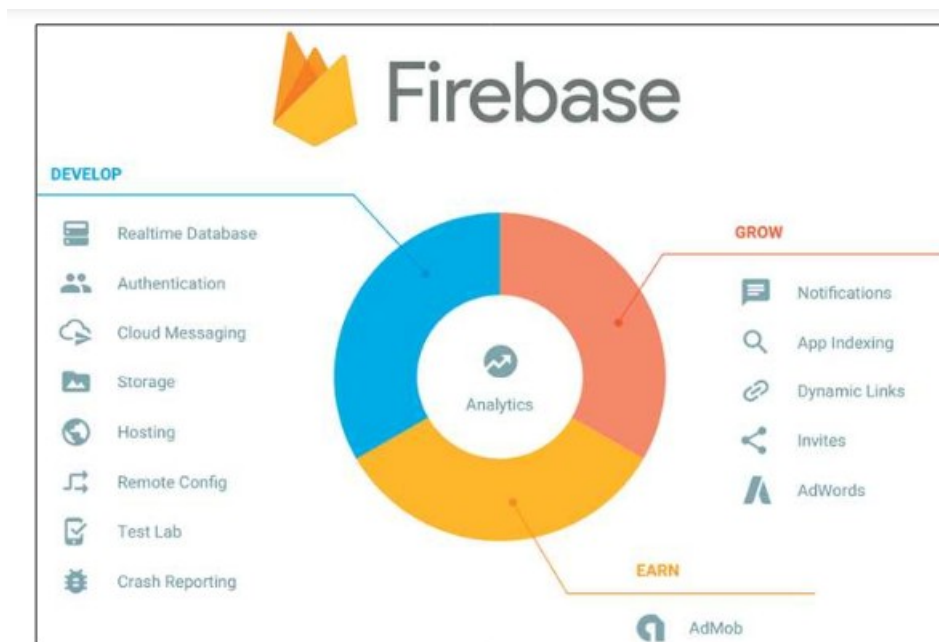 Firebase
DEVELOP
Realtime Database
Authentication
Cloud Messaging
Storage
Hosting
Remote Config
Test Lab
Crash Reporting
Analytics
GROW
Notifications
App Indexing
Dynamic Links
Invites
AdWords
EARN
AdMob